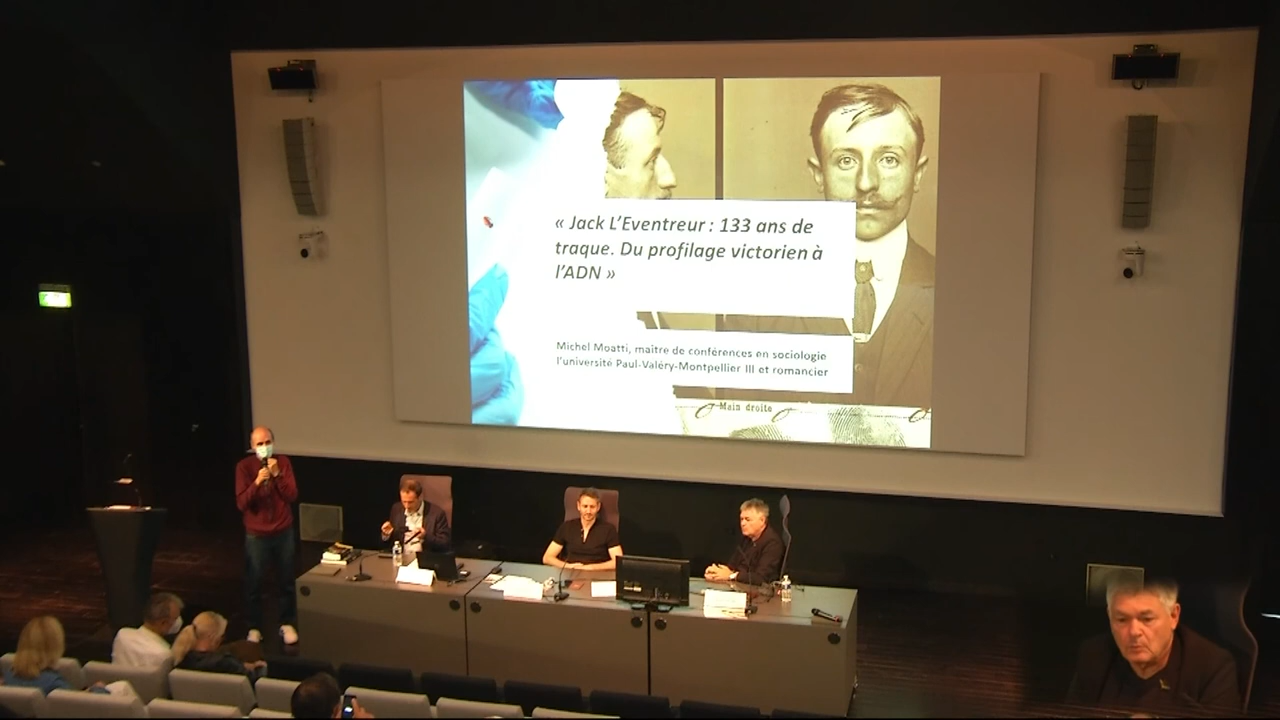 « Jack L'Eventreur : 133 ans de
traque. Du profilage victorien à
l'ADN »
Michel Moatti, maître de conférences en sociologie
l'université Paul-Valéry-Montpellier III et romancier
Main droite